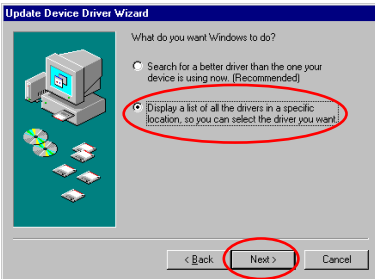 Update Device Driver Wizard
What do you want Windows to do?
Search for a better driver than the one your
device is using now. (Recommended)
Display a list of all the drivers in a specific
location, so you can select the driver you want.
< Back
Next >
Cancel